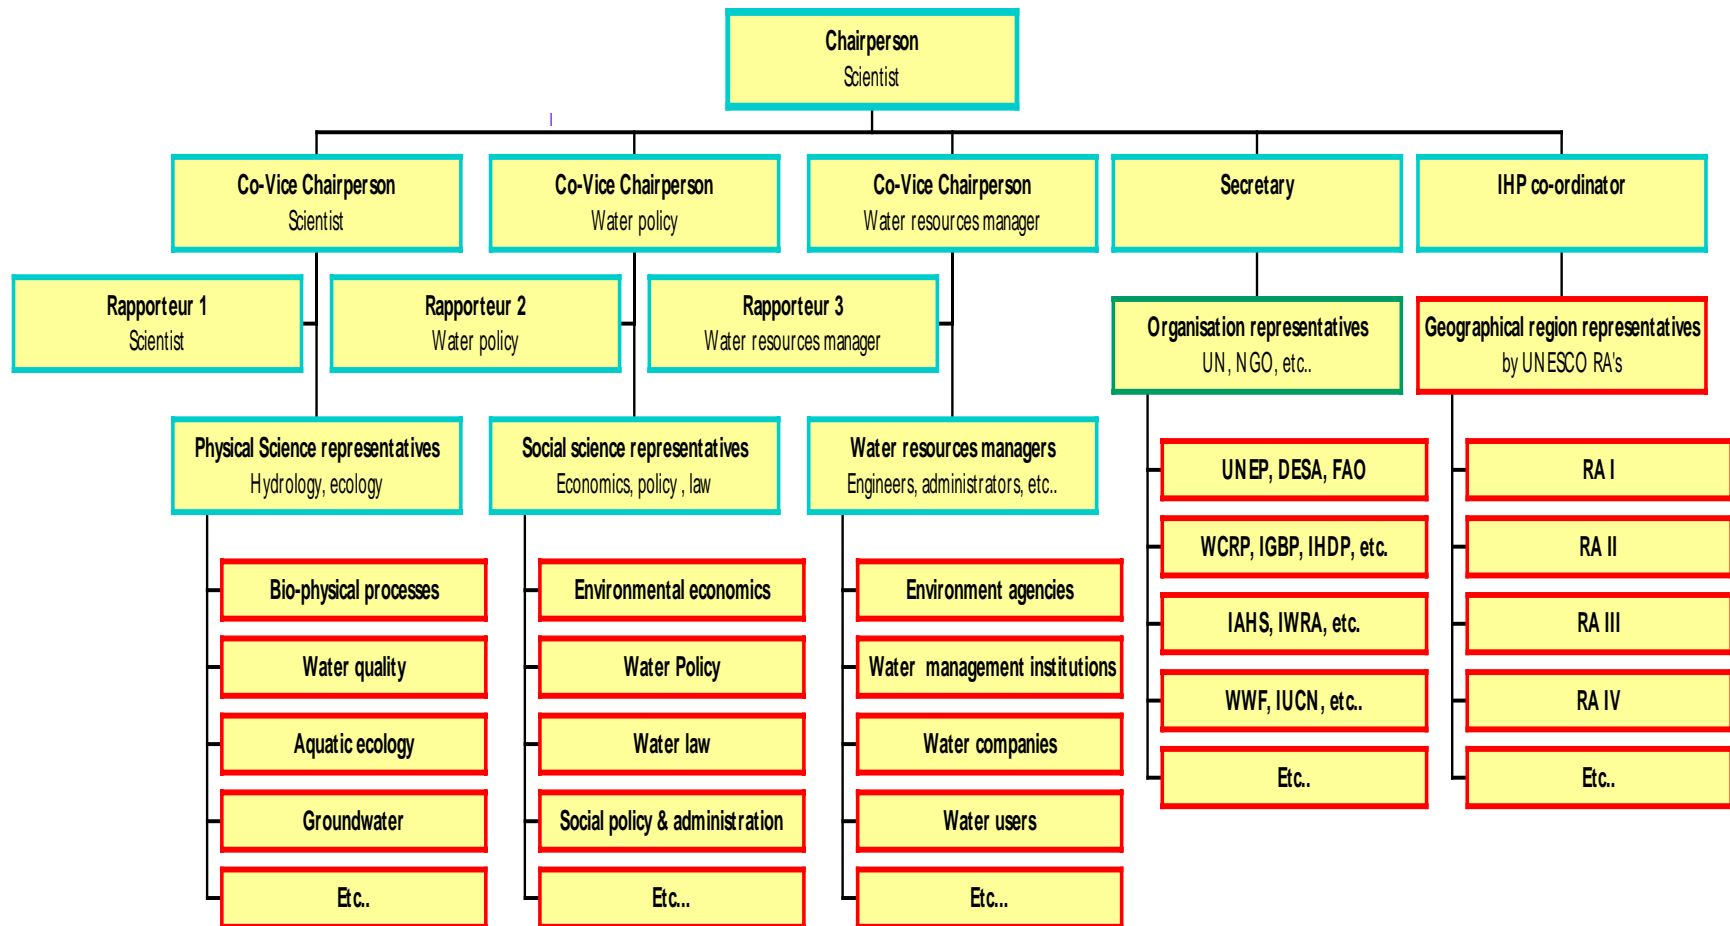 Chairperson
Scientist
Co-Vice Chairperson
Scientist
Co-Vice Chairperson
Water policy
Co-Vice Chairperson
Water resources manager
Secretary
IHP co-ordinator
Rapporteur 1
Scientist
Rapporteur 2
Water policy
Rapporteur 3
Water resources manager
Organisation representatives
UN, NGO, etc..
Geographical region representatives
by UNESCO RA's
Physical Science representatives
Hydrology, ecology
Social science representatives
Economics, policy , law
Water resources managers
Engineers, administrators, etc..
Bio-physical processes
Water quality
Aquatic ecology
Groundwater
Etc..
Environmental economics
Water Policy
Water law
Social policy & administration
Etc...
Environment agencies
Water  management institutions
Water companies
Water users
Etc...
UNEP, DESA, FAO
WCRP, IGBP, IHDP, etc.
IAHS, IWRA, etc.
WWF, IUCN, etc..
Etc..
RA I
RA II
RA III
RA IV
Etc..